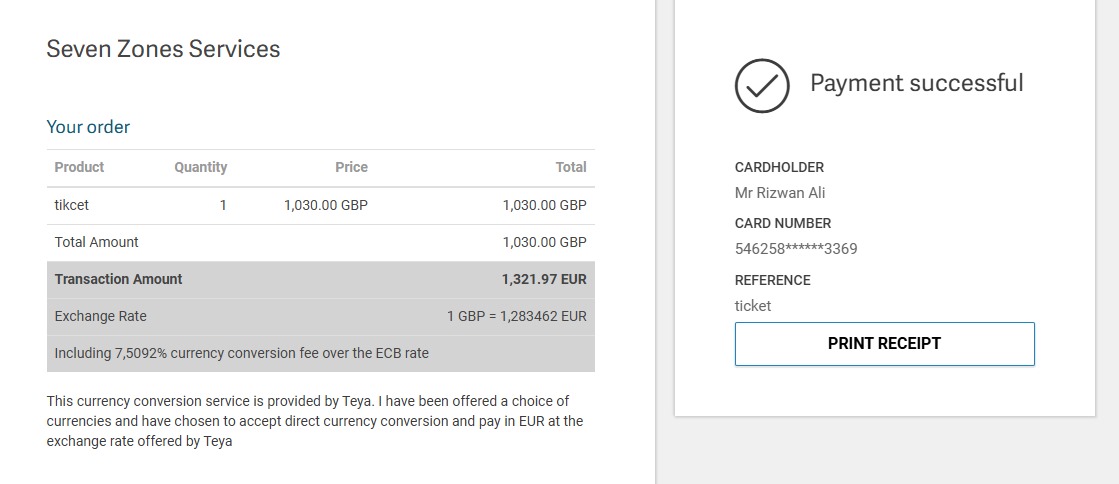 Seven Zones Services
Your order
Product Quantity Price Total
tikcet 1 1,030.00 GBP 1,030.00 GBP
Total Amount 1,030.00 GBP
Transaction Amount 1,321.97 EUR
Exchange Rate 1 GBP = 1,283462 EUR
Including 7,5092% currency conversion fee over the ECB rate
This currency conversion service is provided by Teya. I have been offered a choice of
currencies and have chosen to accept direct currency conversion and pay in EUR at the
exchange rate offered by Teya
Payment successful
CARDHOLDER
Mr Rizwan Ali
CARD NUMBER
546258******3369
REFERENCE
ticket
PRINT RECEIPT